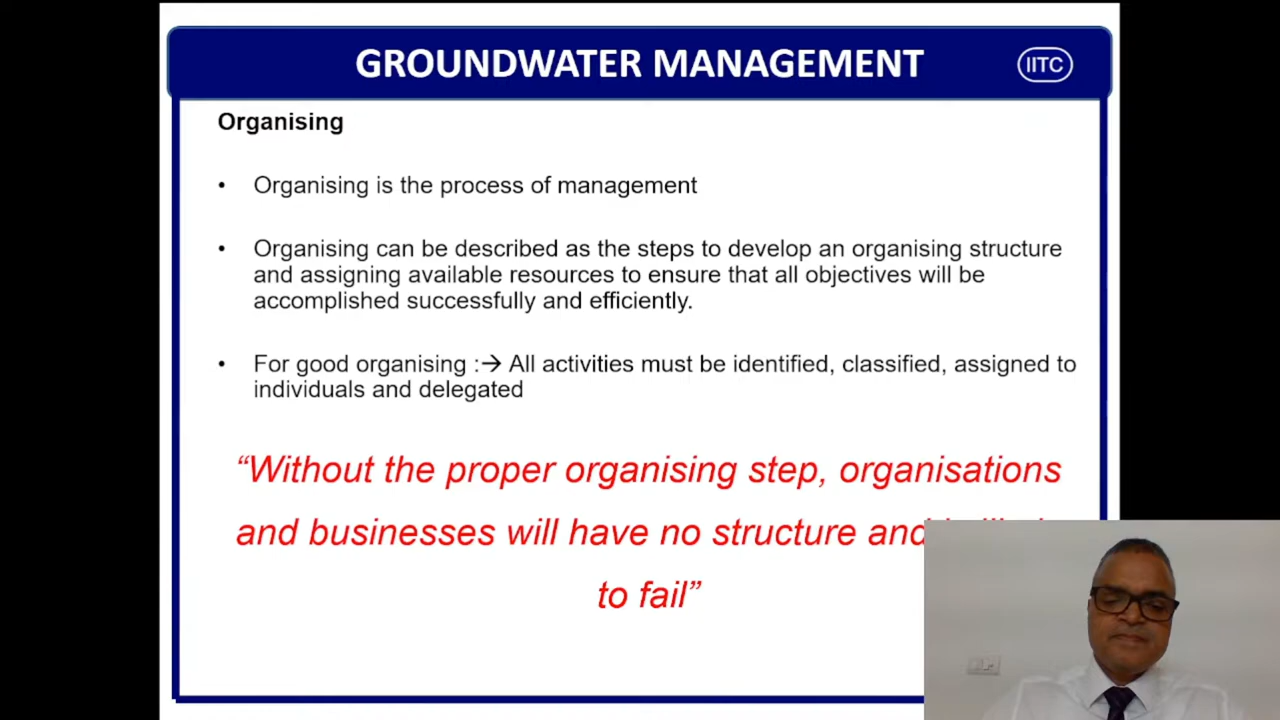 GROUNDWATER MANAGEMENT
IITC
Organising
• Organising is the process of management
• Organising can be described as the steps to develop an organising structure
and assigning available resources to ensure that all objectives will be
accomplished successfully and efficiently.
• For good organising :→ All activities must be identified, classified, assigned to
individuals and delegated
“Without the proper organising step, organisations
and businesses will have no structure and
to fail”